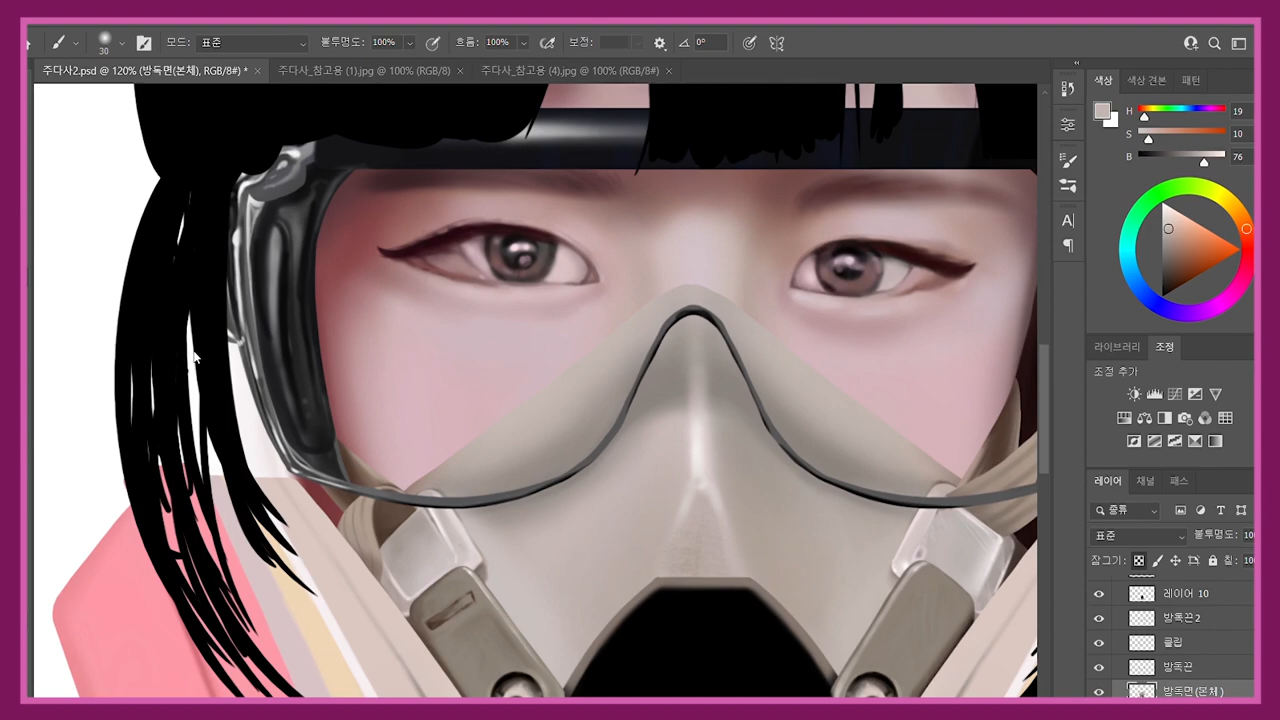 30 모드: 표준 불투명도: 100% 흐름: 100% 보정: 0°
주다사2.psd @ 120% (방독면(본체), RGB/8#) * × 주다사_참고용 (1).jpg @ 100% (RGB/8) × 주다사_참고용 (4).jpg @ 100% (RGB/8#) ×
색상 색상 견본 패턴
H 19
S 10
B 76
라이브러리 조정
조정 추가
레이어 채널 패스
종류
표준 불투명도: 100
잠그기: 칠: 100
레이어 10
방독끈2
클립
방독끈
방독면(본체)